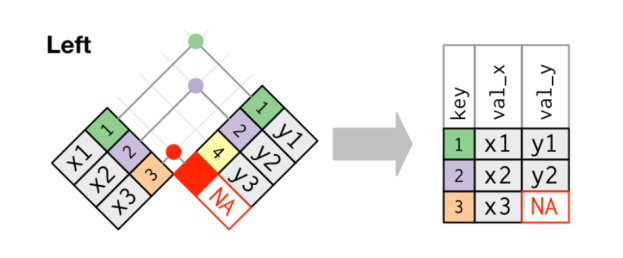 Left
1 x1
2 x2
3 x3
1 y1
2 y2
4 y3
NA
key val_x val_y
1 x1 y1
2 x2 y2
3 x3 NA